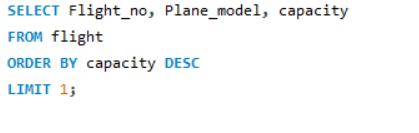 SELECT Flight_no, Plane_model, capacity
FROM flight
ORDER BY capacity DESC
LIMIT 1;